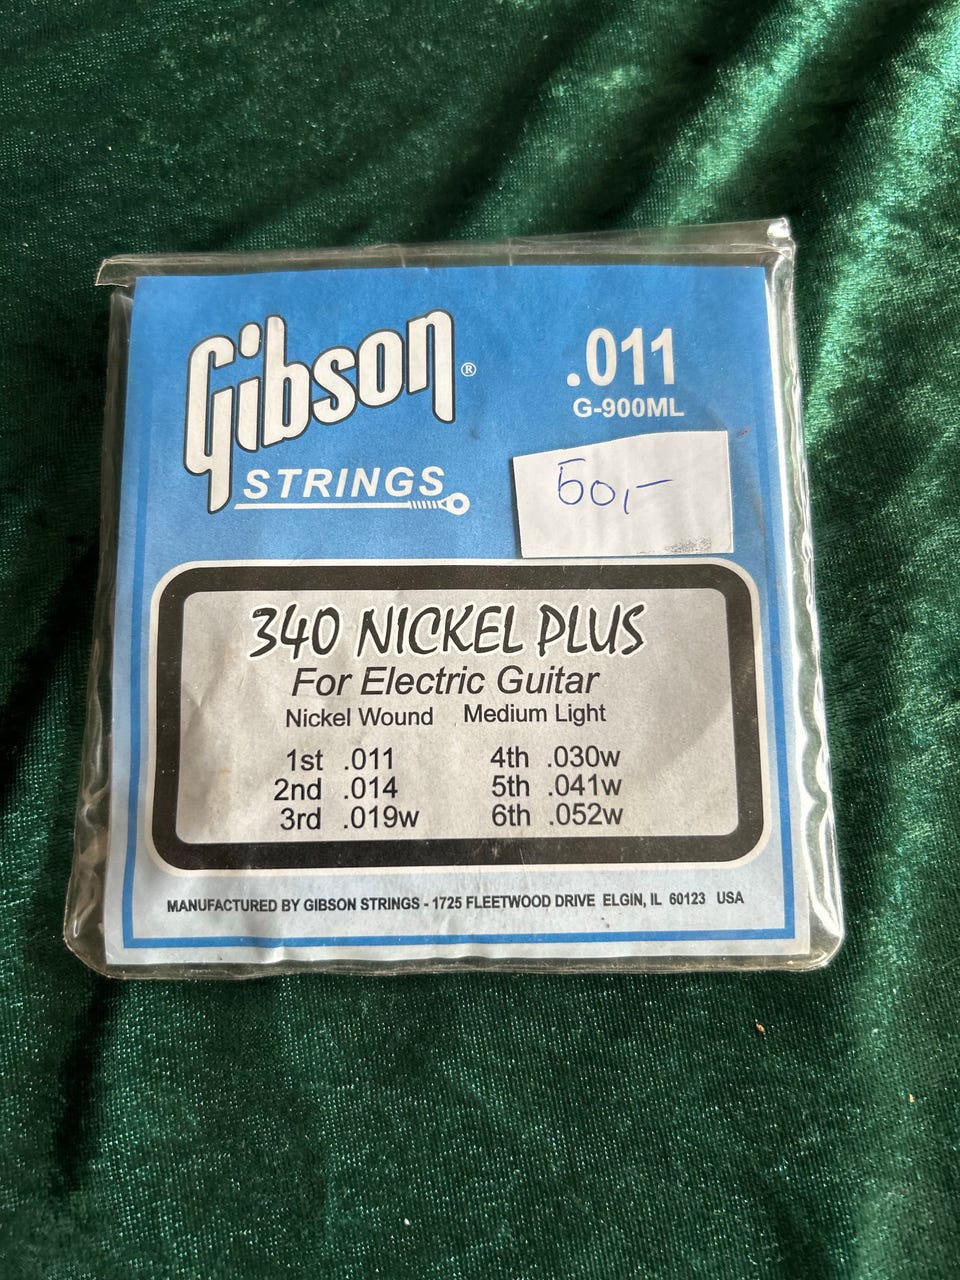 Gibson®
STRINGS
.011
G-900ML
50,-
340 NICKEL PLUS
For Electric Guitar
Nickel Wound Medium Light
1st .011 4th .030w
2nd .014 5th .041w
3rd .019w 6th .052w
MANUFACTURED BY GIBSON STRINGS - 1725 FLEETWOOD DRIVE ELGIN, IL 60123 USA